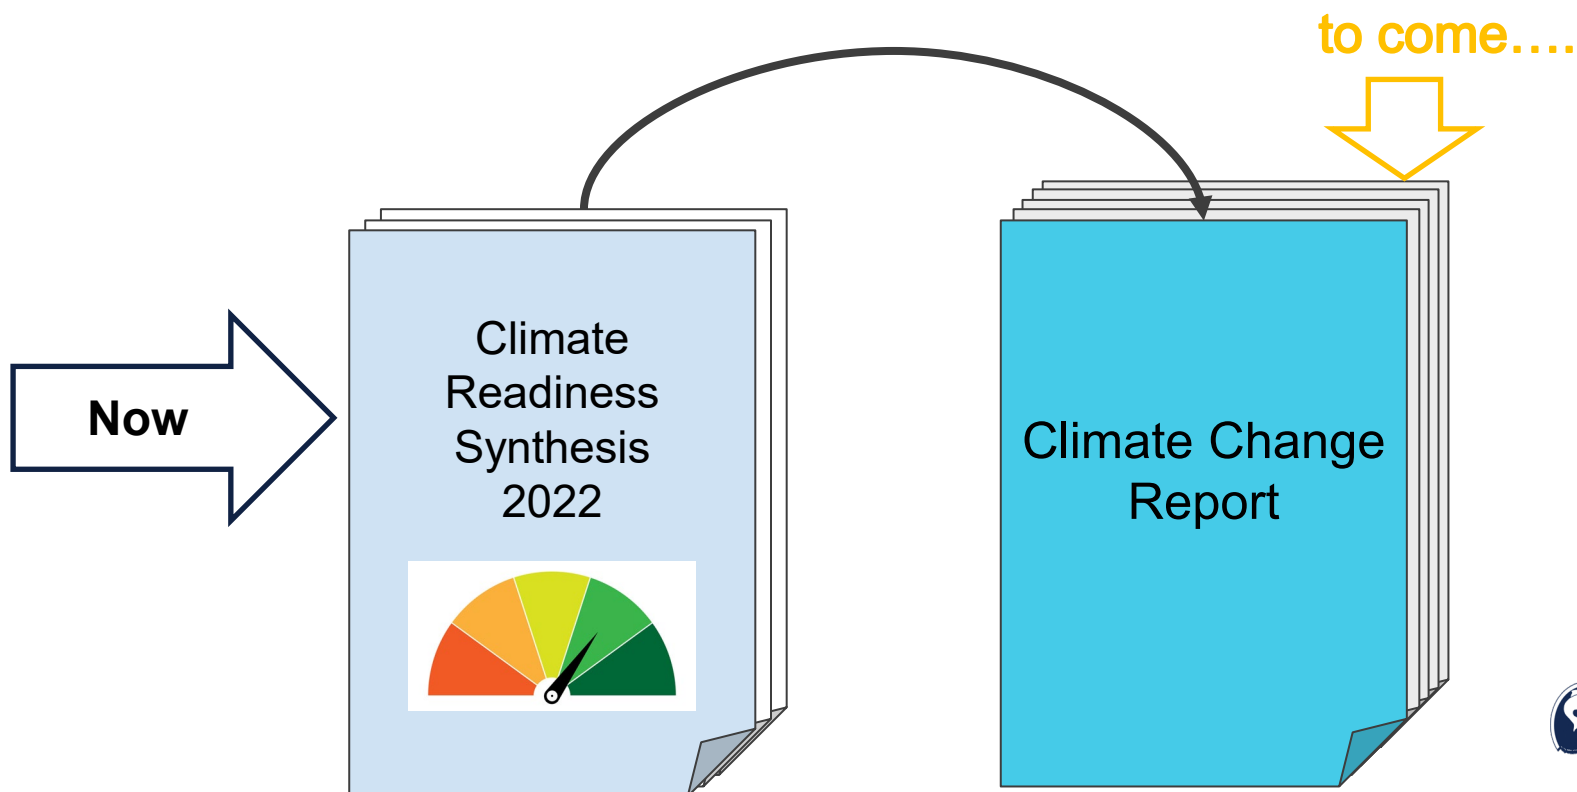 to come....
Now
Climate
Readiness
Synthesis
2022
Climate Change
Report